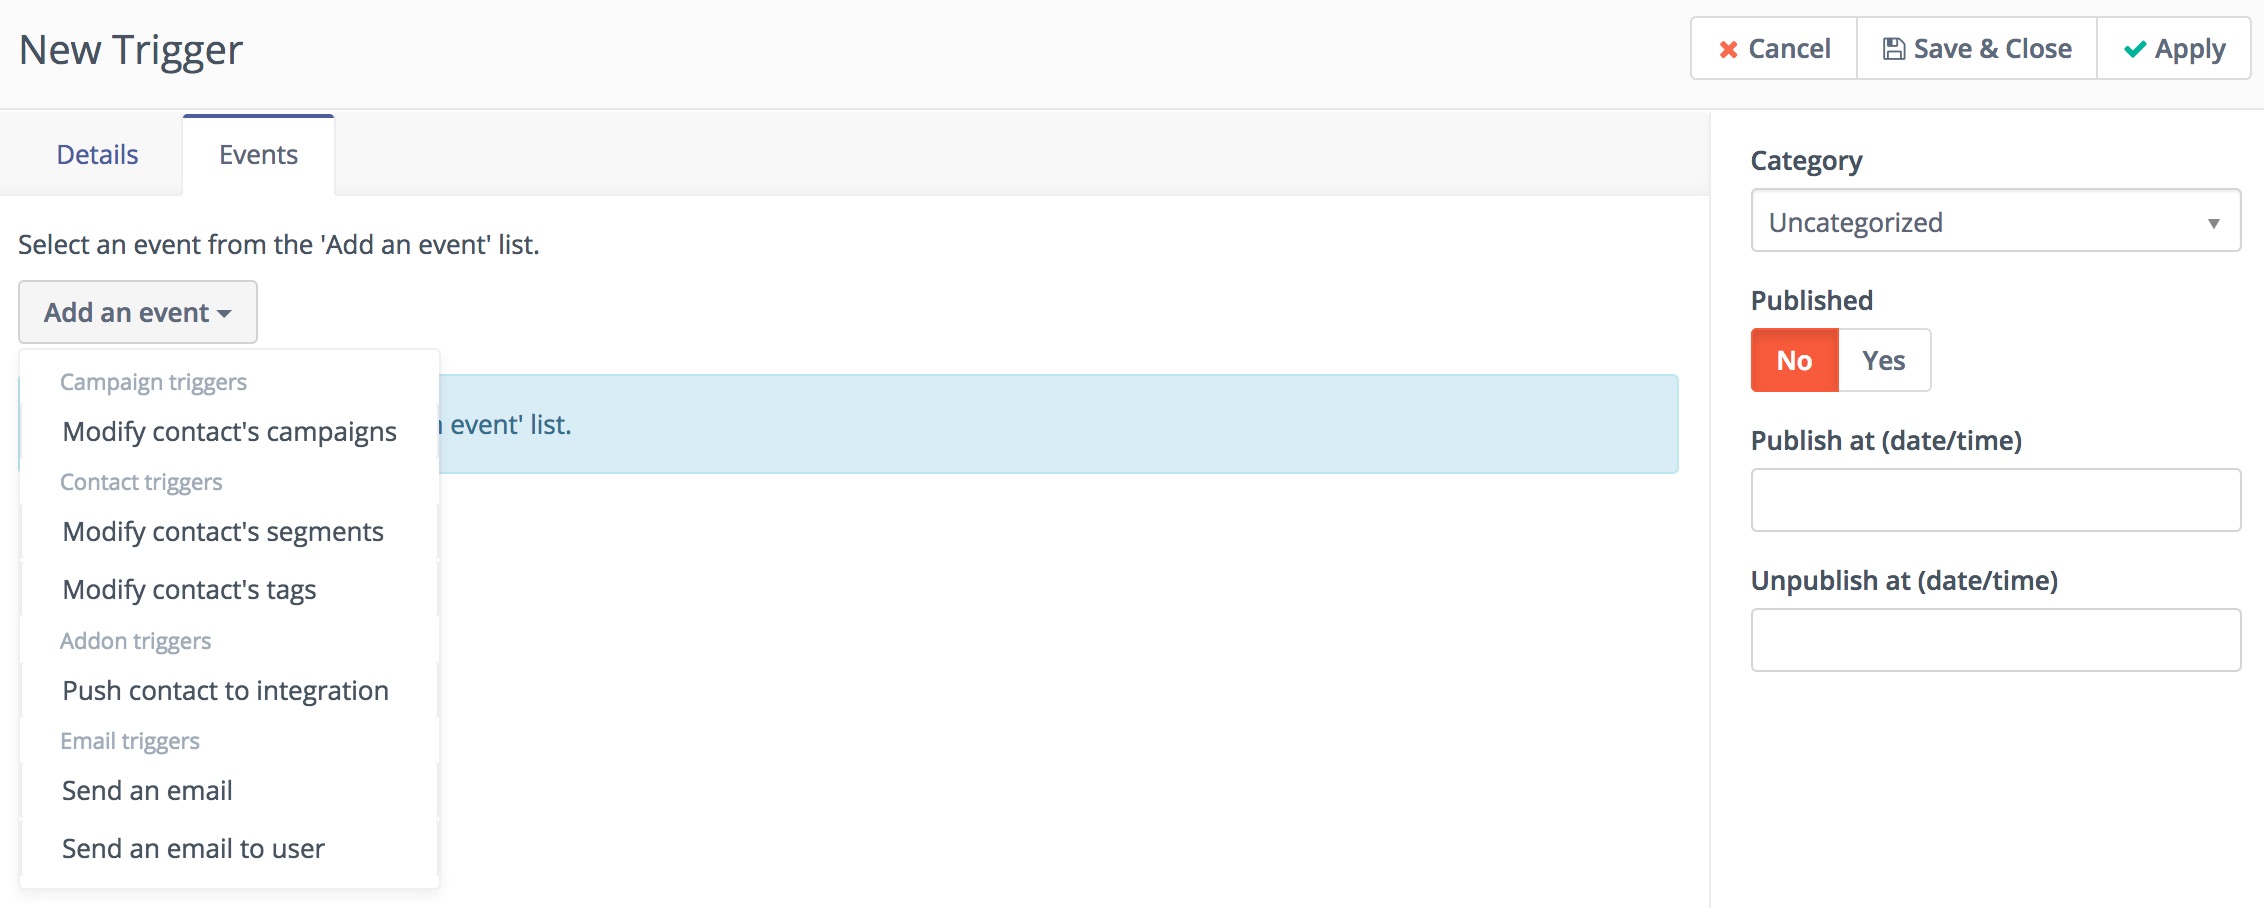 New Trigger
Cancel
Save & Close
Apply
Details
Events
Select an event from the 'Add an event' list.
Add an event
Campaign triggers
Modify contact's campaigns
Contact triggers
Modify contact's segments
Modify contact's tags
Addon triggers
Push contact to integration
Email triggers
Send an email
Send an email to user
event' list.
Category
Uncategorized
Published
No
Yes
Publish at (date/time)
Unpublish at (date/time)